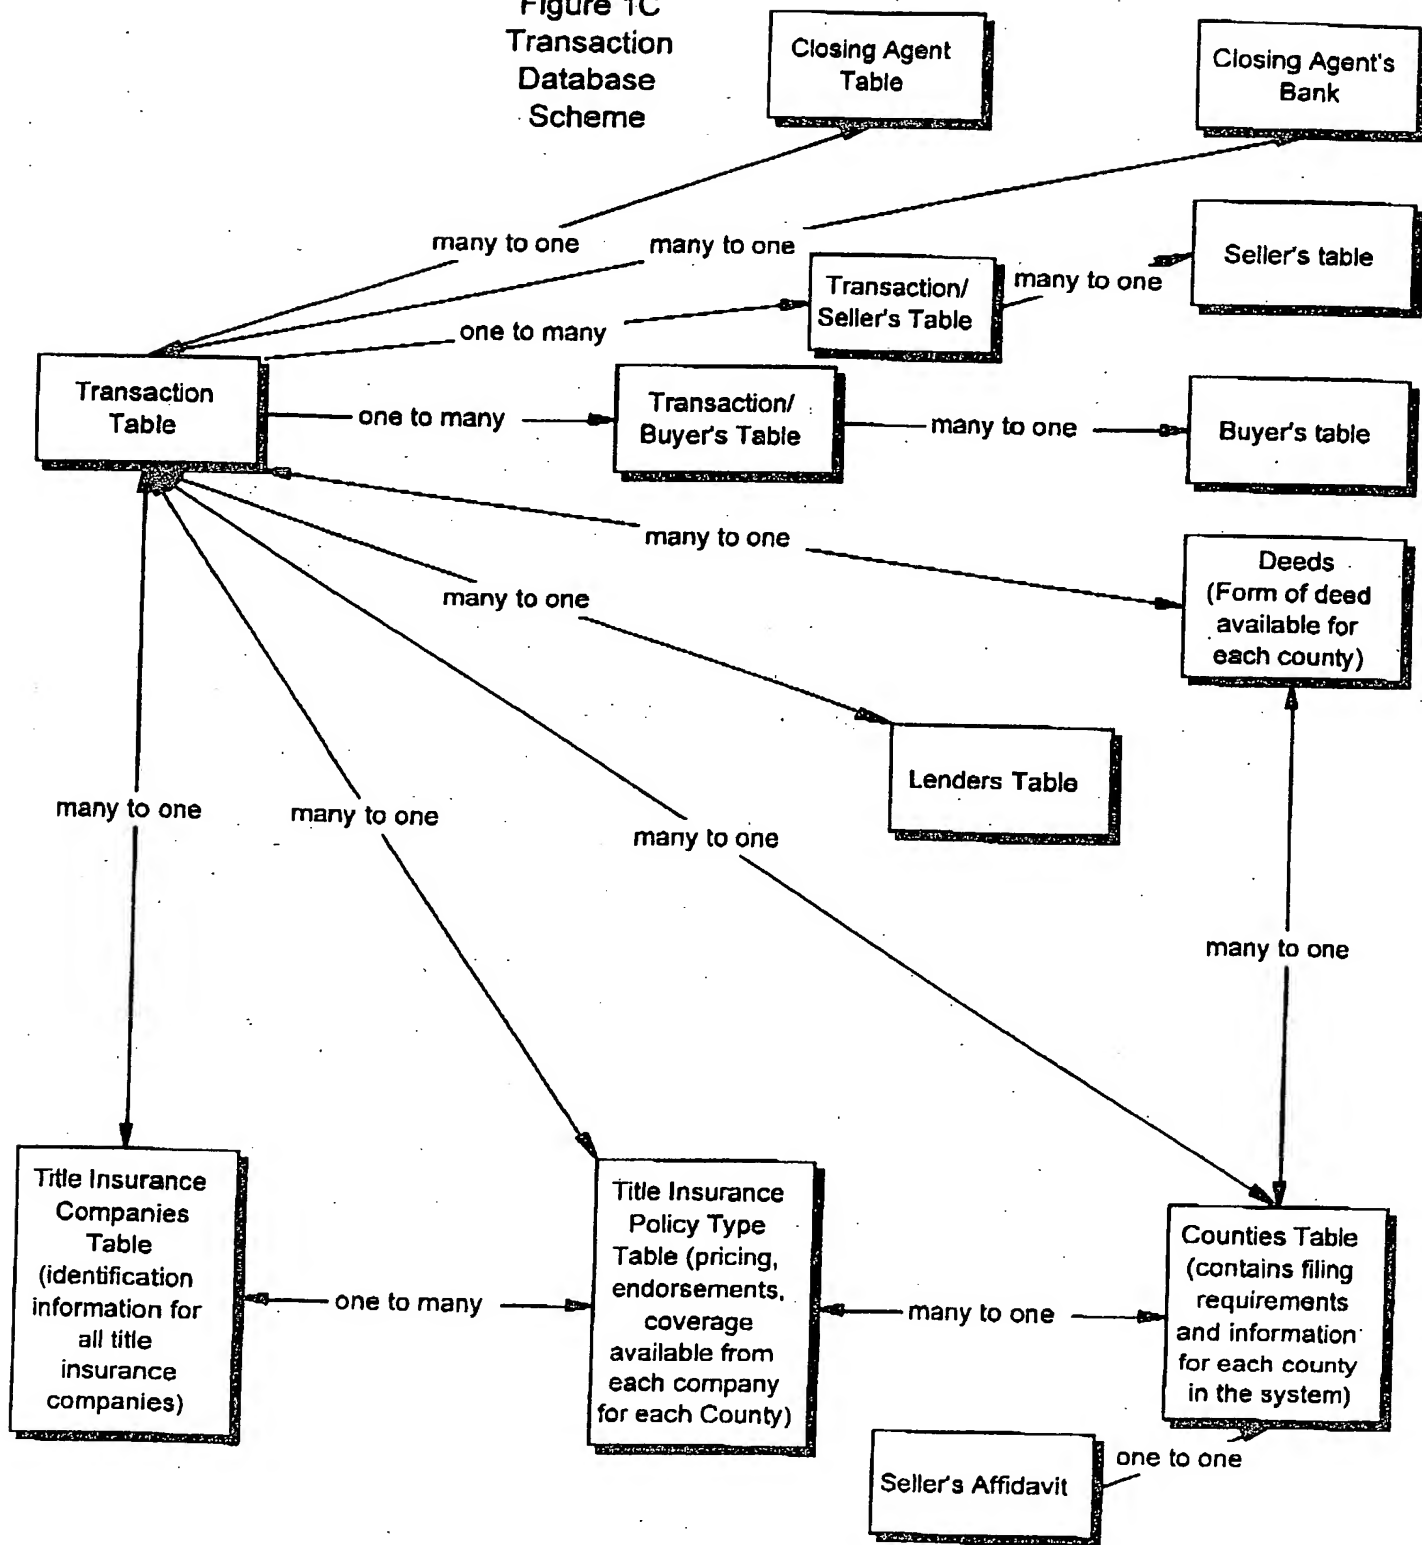 Figure 1C
Transaction
Database
Scheme
Closing Agent
Table
Closing Agent's
Bank
many to one
many to one
Transaction/
Seller's Table
many to one
Seller's table
one to many
Transaction
Table
one to many
Transaction/
Buyer's Table
many to one
Buyer's table
many to one
Deeds
(Form of deed
available for
each county)
many to one
Lenders Table
many to one
many to one
many to one
many to one
Title Insurance
Companies
Table
(identification
information for
all title
insurance
companies)
one to many
Title Insurance
Policy Type
Table (pricing,
endorsements,
coverage
available from
each company
for each County)
many to one
Counties Table
(contains filing
requirements
and information
for each county
in the system)
Seller's Affidavit
one to one